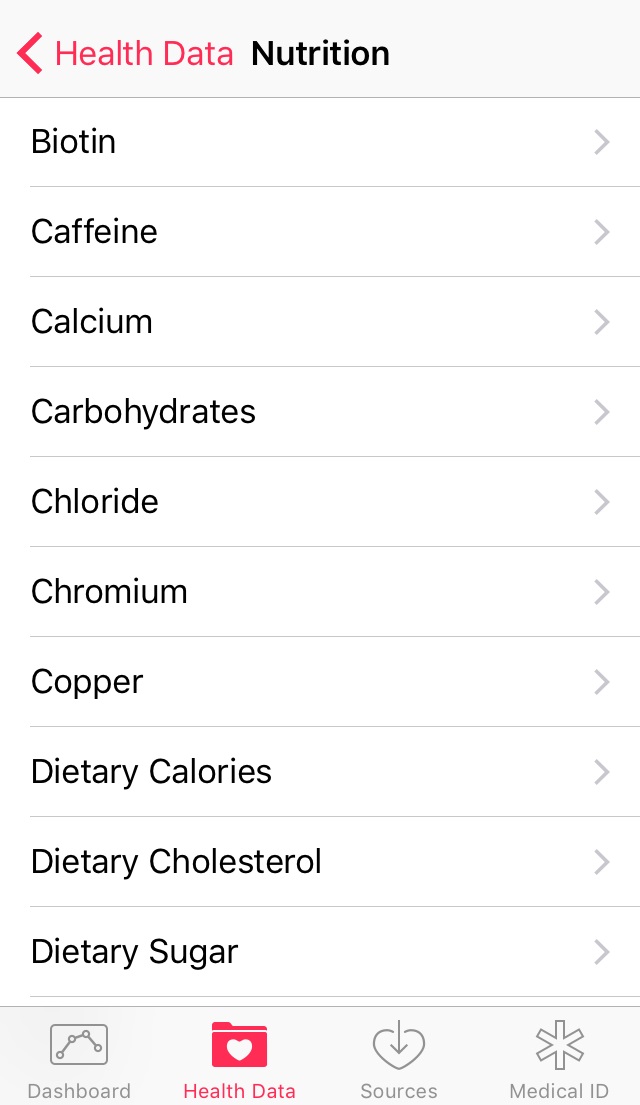 Health Data Nutrition
Biotin
Caffeine
Calcium
Carbohydrates
Chloride
Chromium
Copper
Dietary Calories
Dietary Cholesterol
Dietary Sugar
Dashboard Health Data Sources Medical ID